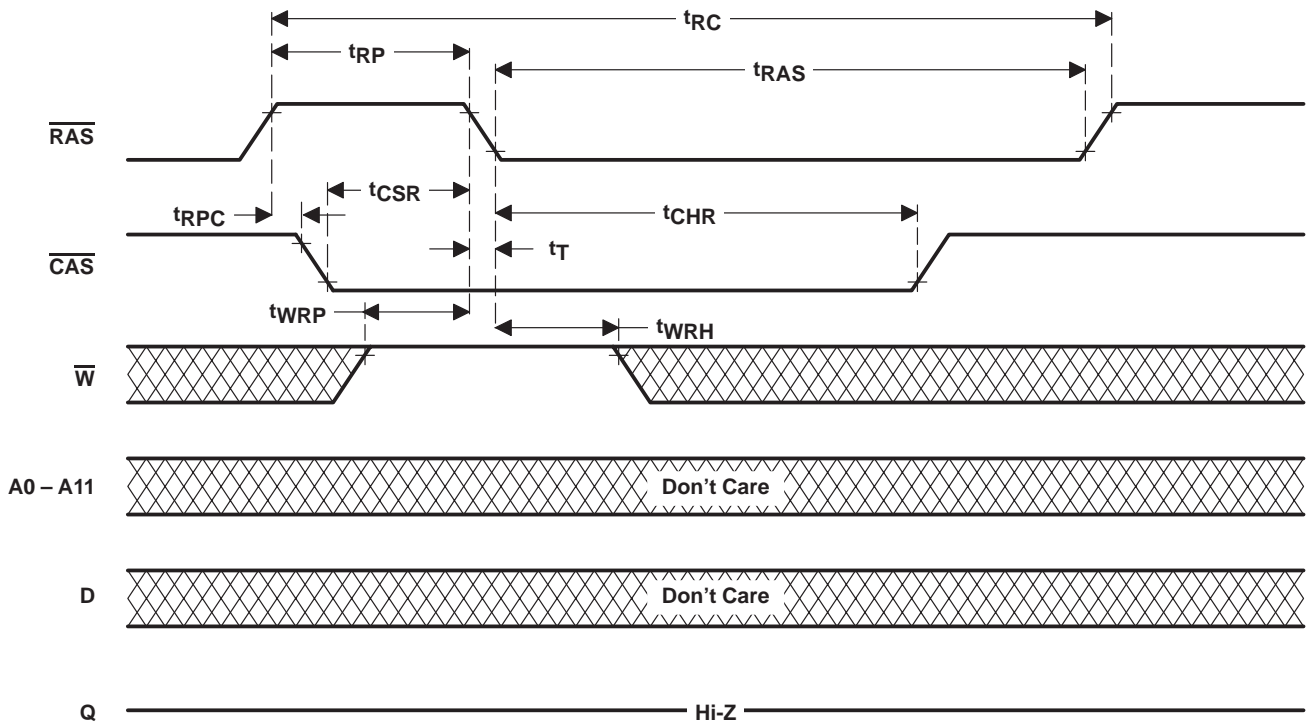 tRC
tRP
tRAS
RAS
tCSR
tRPC
tCHR
CAS
tT
tWRP
tWRH
W
A0 – A11
Don't Care
D
Don't Care
Q
Hi-Z